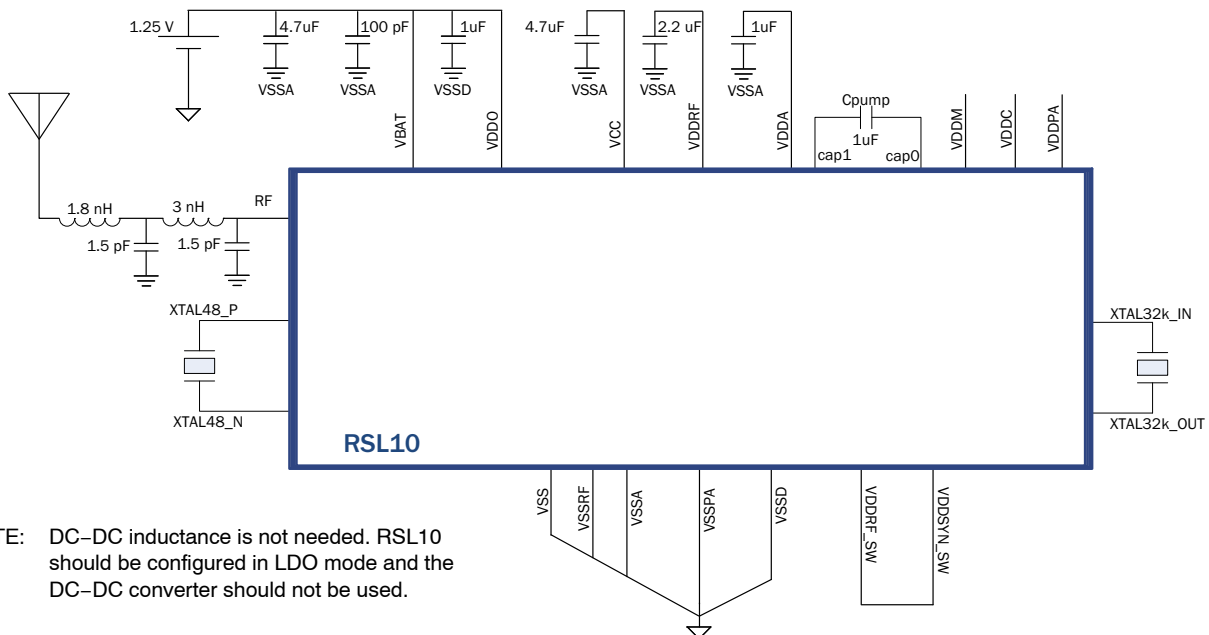 1.25 V
4.7uF
100 pF
1uF
4.7uF
2.2 uF
1uF
VSSA
VSSA
VSSD
VSSA
VSSA
VSSA
Cpump
1uF
cap1
cap0
VBAT
VDDO
VCC
VDDRF
VDDA
VDDM
VDDC
VDDPA
1.8 nH
3 nH
RF
1.5 pF
1.5 pF
XTAL48_P
XTAL48_N
XTAL32k_IN
XTAL32k_OUT
RSL10
VSS
VSSRF
VSSA
VSSPA
VSSD
VDDRF_SW
VDDSYN_SW
TE: DC–DC inductance is not needed. RSL10
should be configured in LDO mode and the
DC–DC converter should not be used.